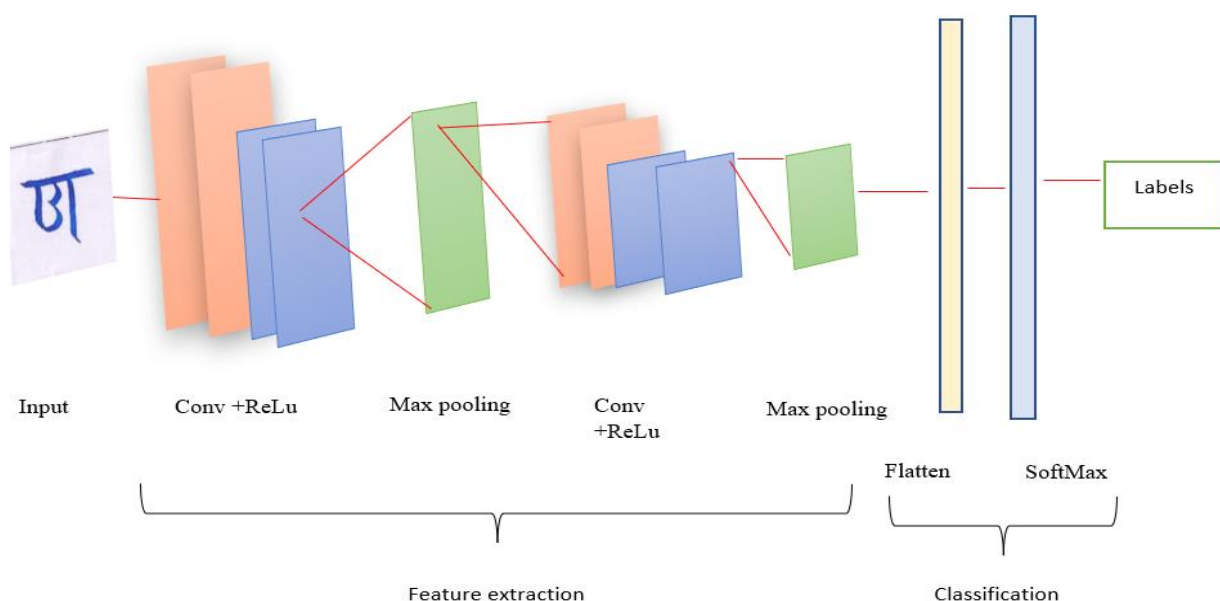 Labels
Input
Conv +ReLu
Max pooling
Conv
+ReLu
Max pooling
Flatten
SoftMax
Feature extraction
Classification